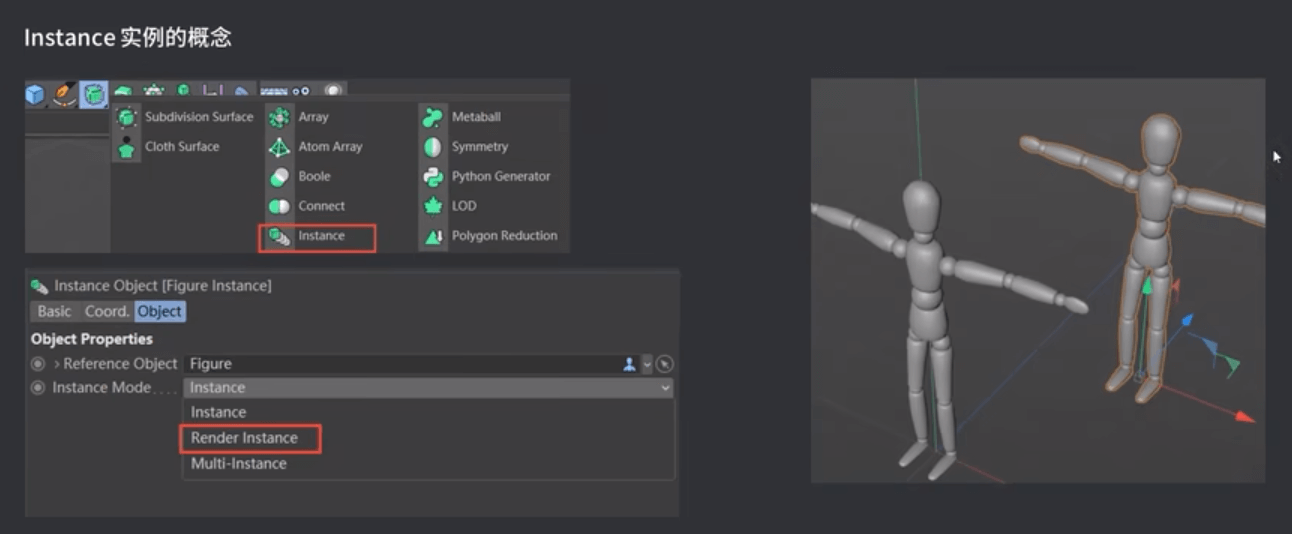 Instance 实例的概念
Subdivision Surface Array Metaball
Cloth Surface Atom Array Symmetry
Boole Python Generator
Connect LOD
Instance Polygon Reduction
Instance Object [Figure Instance]
Basic Coord. Object
Object Properties
> Reference Object Figure
Instance Mode.... Instance
Instance
Render Instance
Multi-Instance